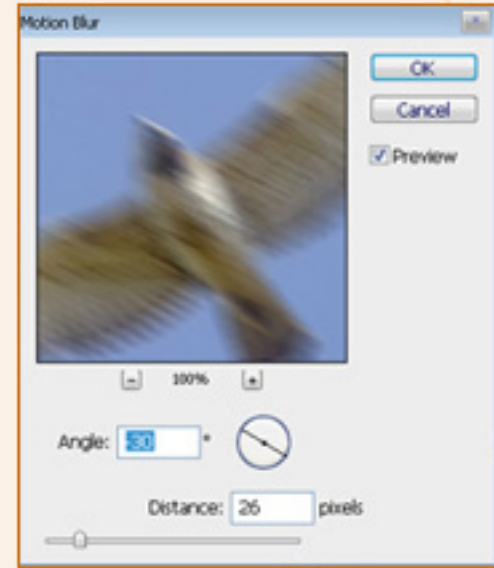 Motion Blur
OK
Cancel
Preview
- 100% +
Angle: -30 °
Distance: 26 pixels